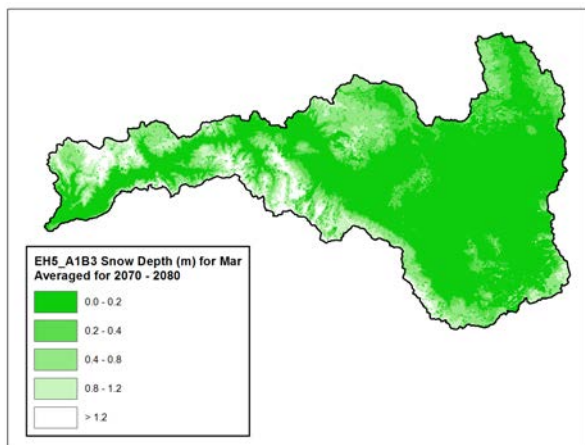 EH5_A1B3 Snow Depth (m) for Mar
Averaged for 2070 - 2080
0.0 - 0.2
0.2 - 0.4
0.4 - 0.8
0.8 - 1.2
> 1.2